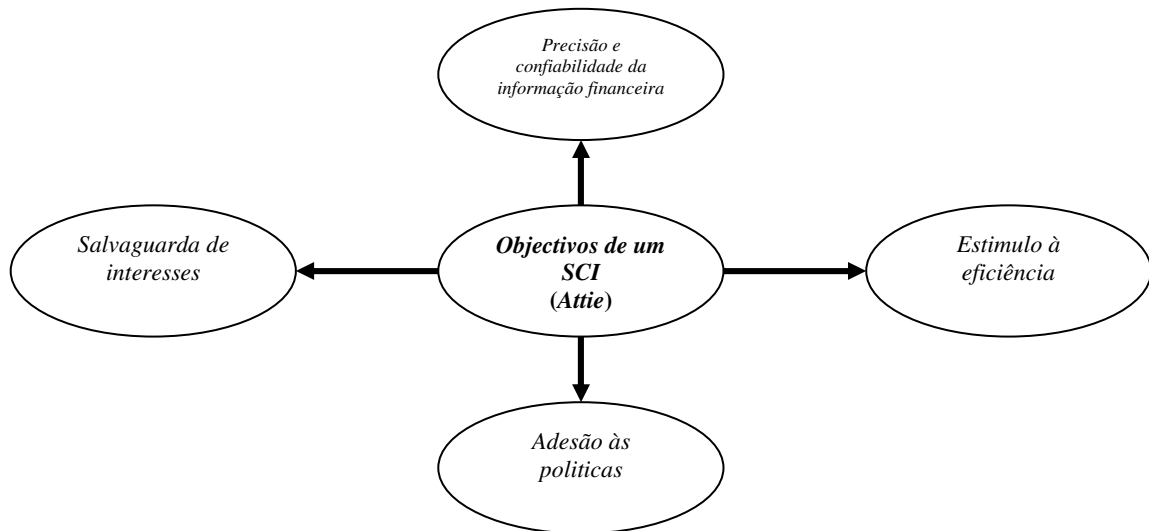 Precisão e
confiabilidade da
informação financeira
Salvaguarda de
interesses
Objectivos de um
SCI
(Attie)
Estimulo à
eficiência
Adesão às
politicas